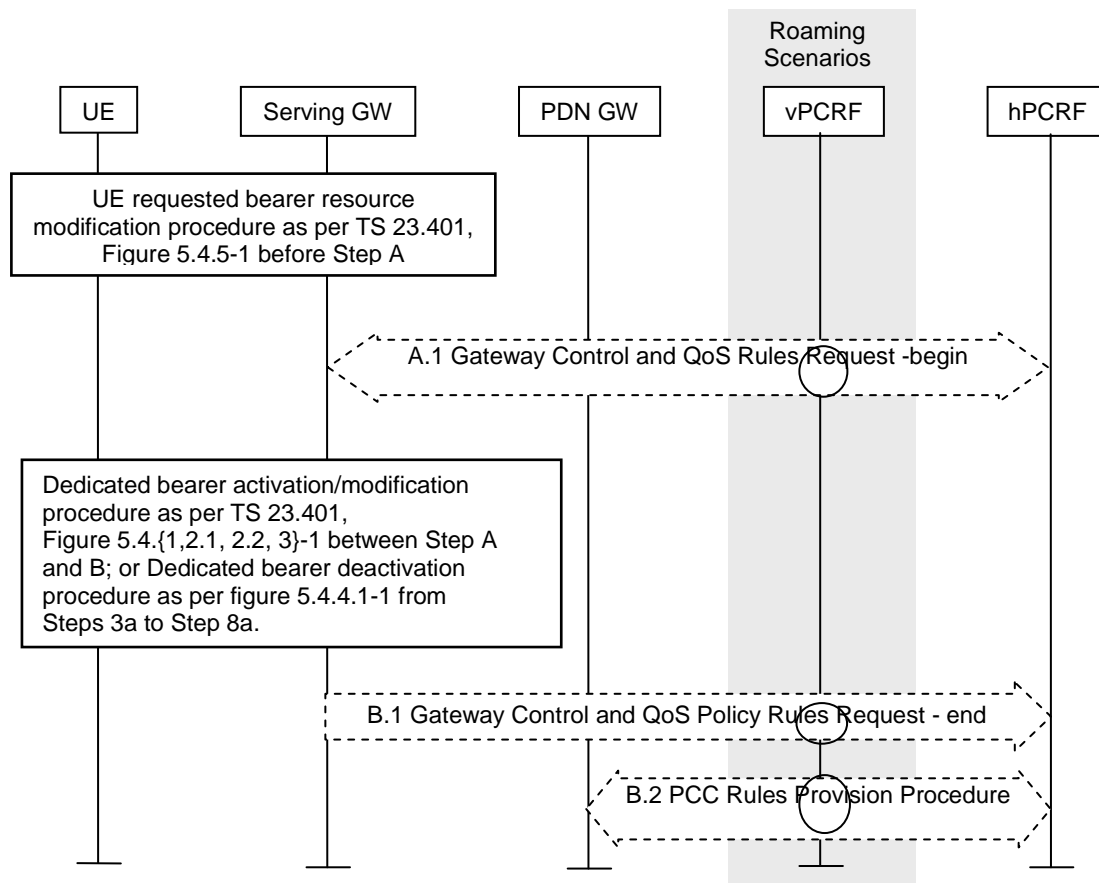 Roaming
Scenarios
UE
Serving GW
PDN GW
vPCRF
hPCRF
UE requested bearer resource
modification procedure as per TS 23.401,
Figure 5.4.5-1 before Step A
A.1 Gateway Control and QoS Rules Request -begin
Dedicated bearer activation/modification
procedure as per TS 23.401,
Figure 5.4.{1,2.1, 2.2, 3}-1 between Step A
and B; or Dedicated bearer deactivation
procedure as per figure 5.4.4.1-1 from
Steps 3a to Step 8a.
B.1 Gateway Control and QoS Policy Rules Request - end
B.2 PCC Rules Provision Procedure